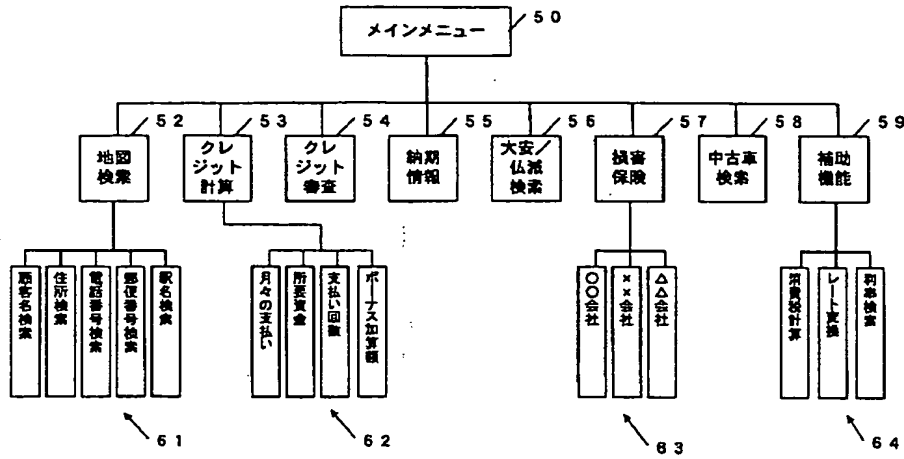 メインメニュー
50
52
53
54
55
56
57
58
59
地図
検索
クレ
ジット
計算
クレ
ジット
審査
納期
情報
大安/
仏滅
検索
損害
保険
中古車
検索
補助
機能
顧客名検索
住所検索
電話番号検索
郵便番号検索
駅名検索
月々の支払い
所要資金
支払い回数
ボーナス加算額
○○会社
××会社
△△会社
消費税計算
レート変換
利率検索
61
62
63
64